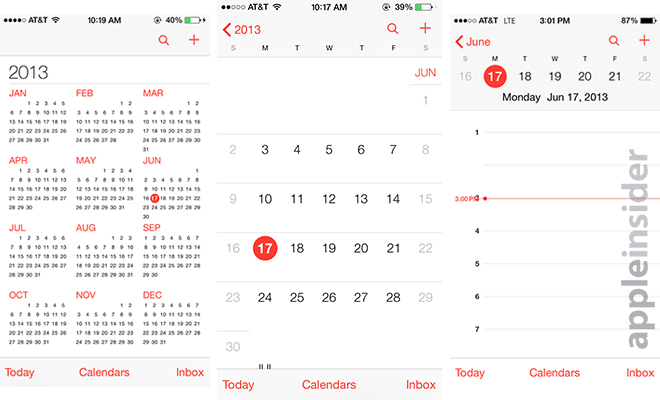 AT&T 10:19 AM 40%
2013
JAN
1 2 3 4 5
6 7 8 9 10 11 12
13 14 15 16 17 18 19
20 21 22 23 24 25 26
27 28 29 30 31
FEB
1 2
3 4 5 6 7 8 9
10 11 12 13 14 15 16
17 18 19 20 21 22 23
24 25 26 27 28
MAR
1 2
3 4 5 6 7 8 9
10 11 12 13 14 15 16
17 18 19 20 21 22 23
24 25 26 27 28 29 30
31
APR
1 2 3 4 5 6
7 8 9 10 11 12 13
14 15 16 17 18 19 20
21 22 23 24 25 26 27
28 29 30
MAY
1 2 3 4
5 6 7 8 9 10 11
12 13 14 15 16 17 18
19 20 21 22 23 24 25
26 27 28 29 30 31
JUN
1
2 3 4 5 6 7 8
9 10 11 12 13 14 15
16 17 18 19 20 21 22
23 24 25 26 27 28 29
30
JUL
1 2 3 4 5 6
7 8 9 10 11 12 13
14 15 16 17 18 19 20
21 22 23 24 25 26 27
28 29 30 31
AUG
1 2 3
4 5 6 7 8 9 10
11 12 13 14 15 16 17
18 19 20 21 22 23 24
25 26 27 28 29 30 31
SEP
1 2 3 4 5 6 7
8 9 10 11 12 13 14
15 16 17 18 19 20 21
22 23 24 25 26 27 28
29 30
OCT
1 2 3 4 5
6 7 8 9 10 11 12
13 14 15 16 17 18 19
20 21 22 23 24 25 26
27 28 29 30 31
NOV
1 2
3 4 5 6 7 8 9
10 11 12 13 14 15 16
17 18 19 20 21 22 23
24 25 26 27 28 29 30
DEC
1 2 3 4 5 6 7
8 9 10 11 12 13 14
15 16 17 18 19 20 21
22 23 24 25 26 27 28
29 30 31
Today Calendars Inbox
AT&T 10:17 AM 39%
2013
S M T W T F S
JUN
1
2 3 4 5 6 7 8
9 10 11 12 13 14 15
16 17 18 19 20 21 22
23 24 25 26 27 28 29
30
Today Calendars Inbox
AT&T LTE 3:01 PM 87%
June
S M T W T F S
16 17 18 19 20 21 22
Monday Jun 17, 2013
1
2
3:00PM 3
4
5
6
7
Today Calendars Inbox
appleinsider